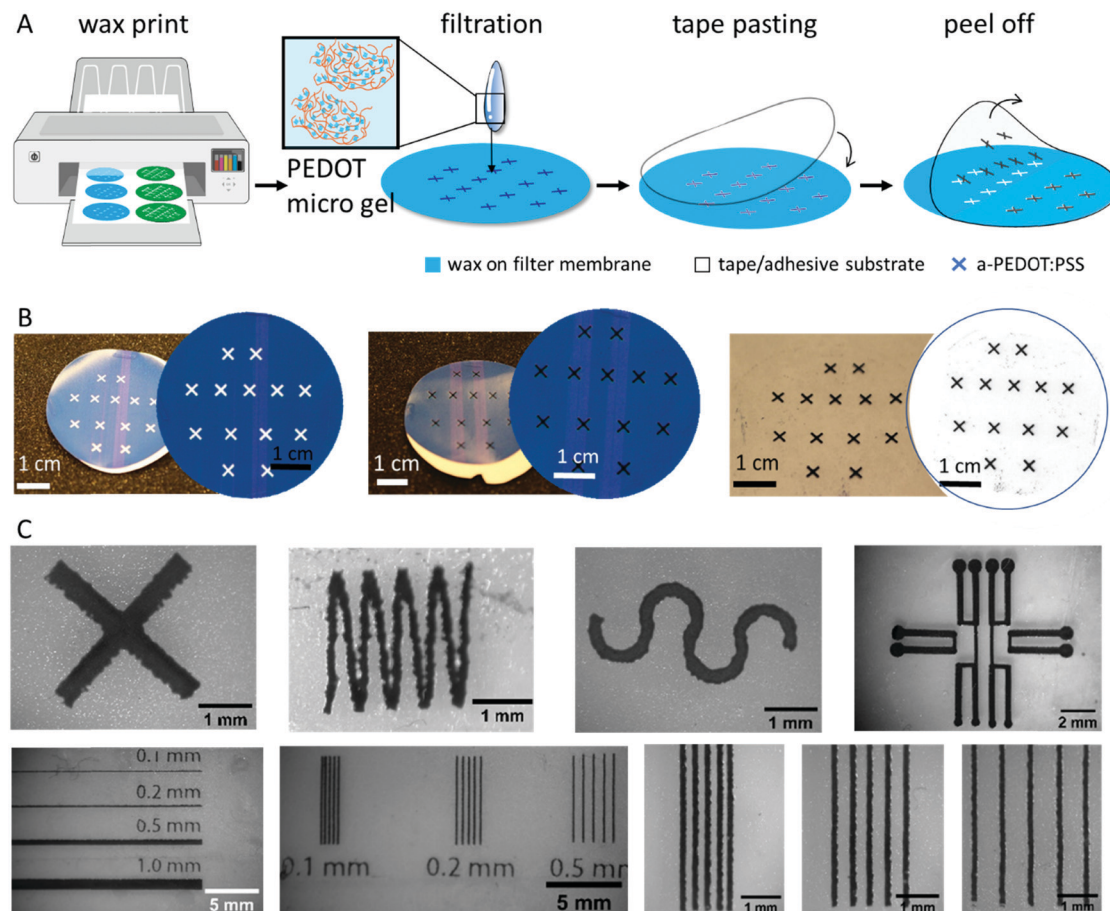 A
wax print
filtration
tape pasting
peel off
PEDOT
micro gel
wax on filter membrane
tape/adhesive substrate
a-PEDOT:PSS
B
1 cm
1 cm
1 cm
1 cm
1 cm
1 cm
C
1 mm
1 mm
1 mm
2 mm
0.1 mm
0.2 mm
0.5 mm
1.0 mm
5 mm
0.1 mm
0.2 mm
0.5 mm
5 mm
1 mm
1 mm
1 mm